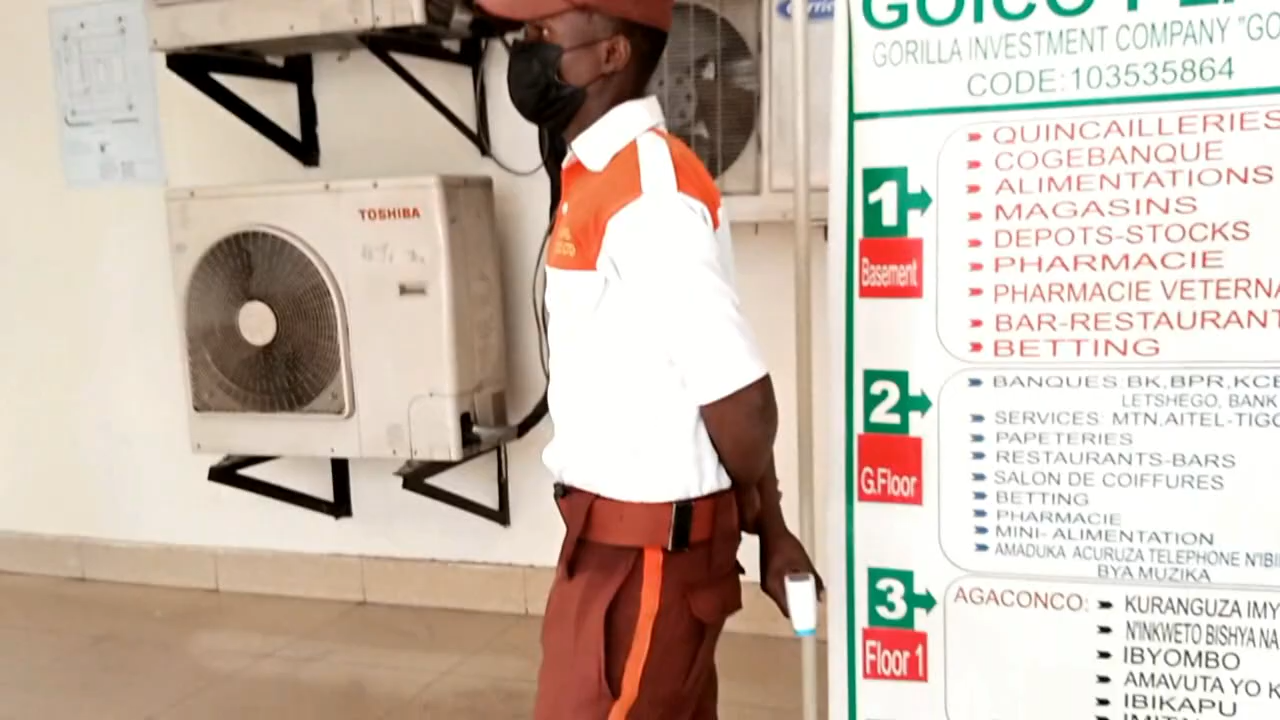 TOSHIBA
Carrier
GOICO PL
GORILLA INVESTMENT COMPANY "GO
CODE:103535864
1
Basement
QUINCAILLERIES
COGEBANQUE
ALIMENTATIONS
MAGASINS
DEPOTS-STOCKS
PHARMACIE
PHARMACIE VETERNA
BAR-RESTAURANT
BETTING
2
G.Floor
BANQUES:BK,BPR,KCB
LETSHEGO, BANK
SERVICES: MTN,AITEL-TIGO
PAPETERIES
RESTAURANTS-BARS
SALON DE COIFFURES
BETTING
PHARMACIE
MINI- ALIMENTATION
AMADUKA ACURUZA TELEPHONE N'IBI
BYA MUZIKA
3
Floor 1
AGACONCO:
KURANGUZA IMY
N'INKWETO BISHYA NA
IBYOMBO
AMAVUTA YO K
IBIKAPU